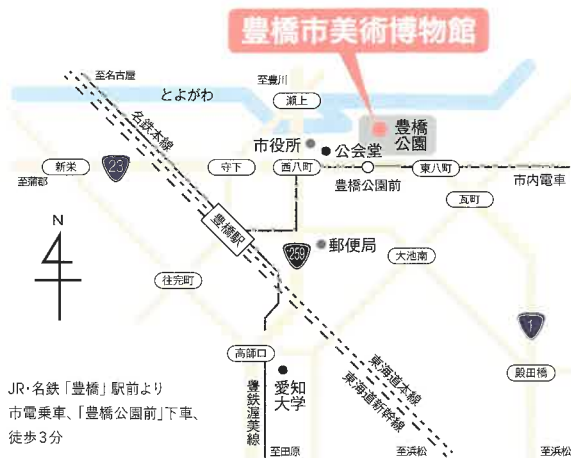 豊橋市美術博物館
至名古屋
至豊川
とよがわ
瀬上
名鉄本線
豊橋
公園
市役所
公会堂
新栄
23
守下
西八町
豊橋公園前
東八町
市内電車
至蒲郡
瓦町
N
豊橋駅
259
郵便局
大池南
往完町
1
高師口
愛知
大学
殿田橋
東海道本線
東海道新幹線
豊鉄渥美線
JR・名鉄「豊橋」駅前より
市電乗車、「豊橋公園前」下車、
徒歩3分
至田原
至浜松
至浜松